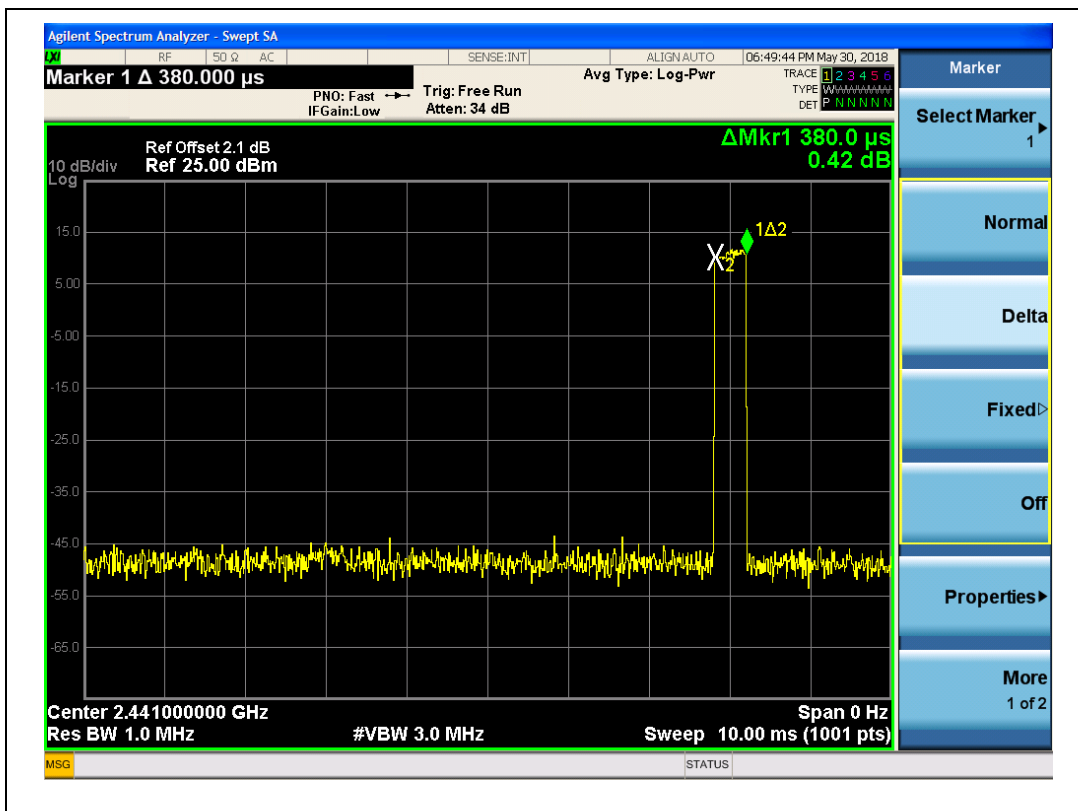 Agilent Spectrum Analyzer - Swept SA
LXI RF 50 Ω AC SENSE:INT ALIGN AUTO 06:49:44 PM May 30, 2018
Marker 1 Δ 380.000 µs
Avg Type: Log-Pwr
TRACE 1 2 3 4 5 6
TYPE WWWWWW
DET P N N N N N
PNO: Fast
IFGain:Low
Trig: Free Run
Atten: 34 dB
ΔMkr1 380.0 µs
0.42 dB
Ref Offset 2.1 dB
10 dB/div Ref 25.00 dBm
Log
15.0
5.00
-5.00
-15.0
-25.0
-35.0
-45.0
-55.0
-65.0
1Δ2
X2
Center 2.441000000 GHz Span 0 Hz
Res BW 1.0 MHz #VBW 3.0 MHz Sweep 10.00 ms (1001 pts)
MSG STATUS
Marker
Select Marker
1
Normal
Delta
Fixed
Off
Properties
More
1 of 2